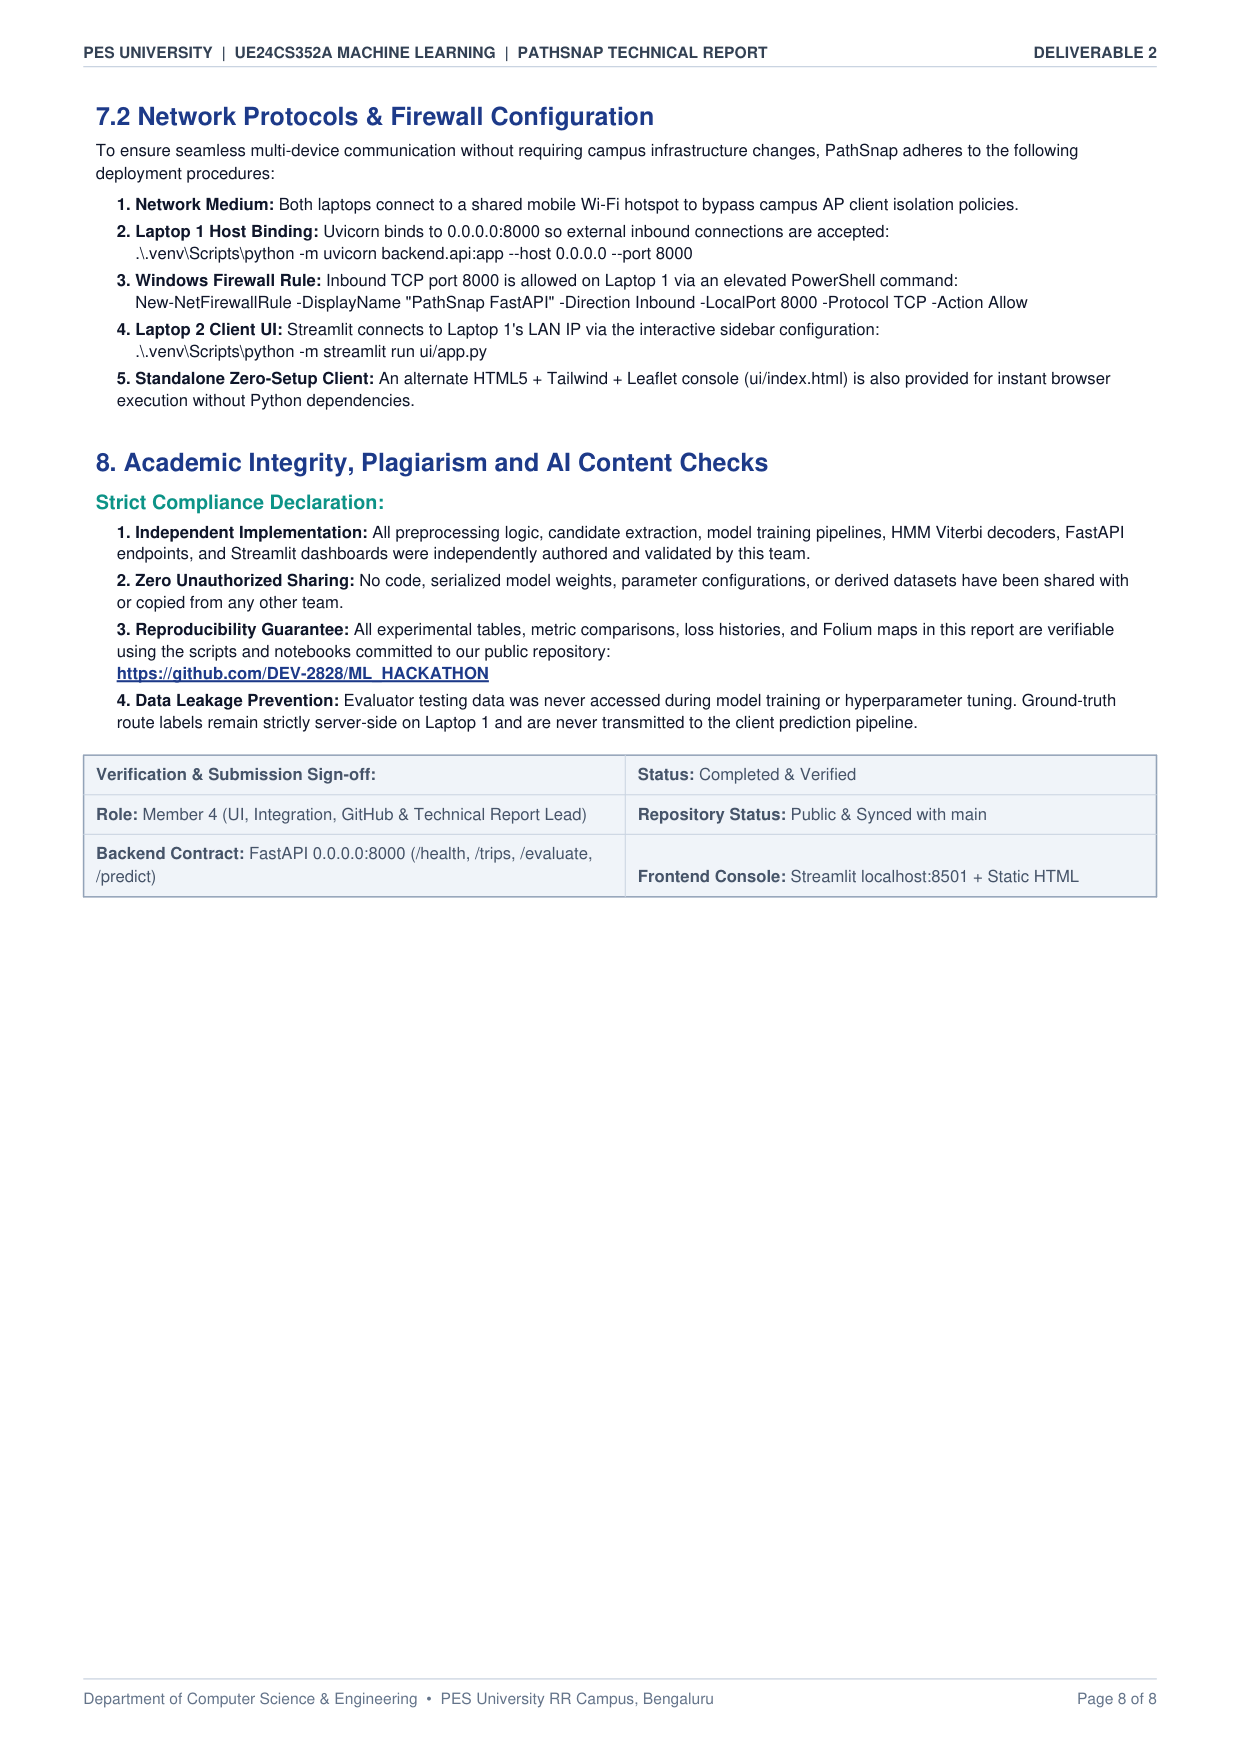 PES UNIVERSITY | UE24CS352A MACHINE LEARNING | PATHSNAP TECHNICAL REPORT DELIVERABLE 2
7.2 Network Protocols & Firewall Configuration
To ensure seamless multi-device communication without requiring campus infrastructure changes, PathSnap adheres to the following
deployment procedures:
1. Network Medium: Both laptops connect to a shared mobile Wi-Fi hotspot to bypass campus AP client isolation policies.
2. Laptop 1 Host Binding: Uvicorn binds to 0.0.0.0:8000 so external inbound connections are accepted:
.\.venv\Scripts\python -m uvicorn backend.api:app --host 0.0.0.0 --port 8000
3. Windows Firewall Rule: Inbound TCP port 8000 is allowed on Laptop 1 via an elevated PowerShell command:
New-NetFirewallRule -DisplayName "PathSnap FastAPI" -Direction Inbound -LocalPort 8000 -Protocol TCP -Action Allow
4. Laptop 2 Client UI: Streamlit connects to Laptop 1's LAN IP via the interactive sidebar configuration:
.\.venv\Scripts\python -m streamlit run ui/app.py
5. Standalone Zero-Setup Client: An alternate HTML5 + Tailwind + Leaflet console (ui/index.html) is also provided for instant browser
execution without Python dependencies.
8. Academic Integrity, Plagiarism and AI Content Checks
Strict Compliance Declaration:
1. Independent Implementation: All preprocessing logic, candidate extraction, model training pipelines, HMM Viterbi decoders, FastAPI
endpoints, and Streamlit dashboards were independently authored and validated by this team.
2. Zero Unauthorized Sharing: No code, serialized model weights, parameter configurations, or derived datasets have been shared with
or copied from any other team.
3. Reproducibility Guarantee: All experimental tables, metric comparisons, loss histories, and Folium maps in this report are verifiable
using the scripts and notebooks committed to our public repository:
https://github.com/DEV-2828/ML_HACKATHON
4. Data Leakage Prevention: Evaluator testing data was never accessed during model training or hyperparameter tuning. Ground-truth
route labels remain strictly server-side on Laptop 1 and are never transmitted to the client prediction pipeline.
Verification & Submission Sign-off: Status: Completed & Verified
Role: Member 4 (UI, Integration, GitHub & Technical Report Lead) Repository Status: Public & Synced with main
Backend Contract: FastAPI 0.0.0.0:8000 (/health, /trips, /evaluate,
/predict) Frontend Console: Streamlit localhost:8501 + Static HTML
Department of Computer Science & Engineering • PES University RR Campus, Bengaluru Page 8 of 8